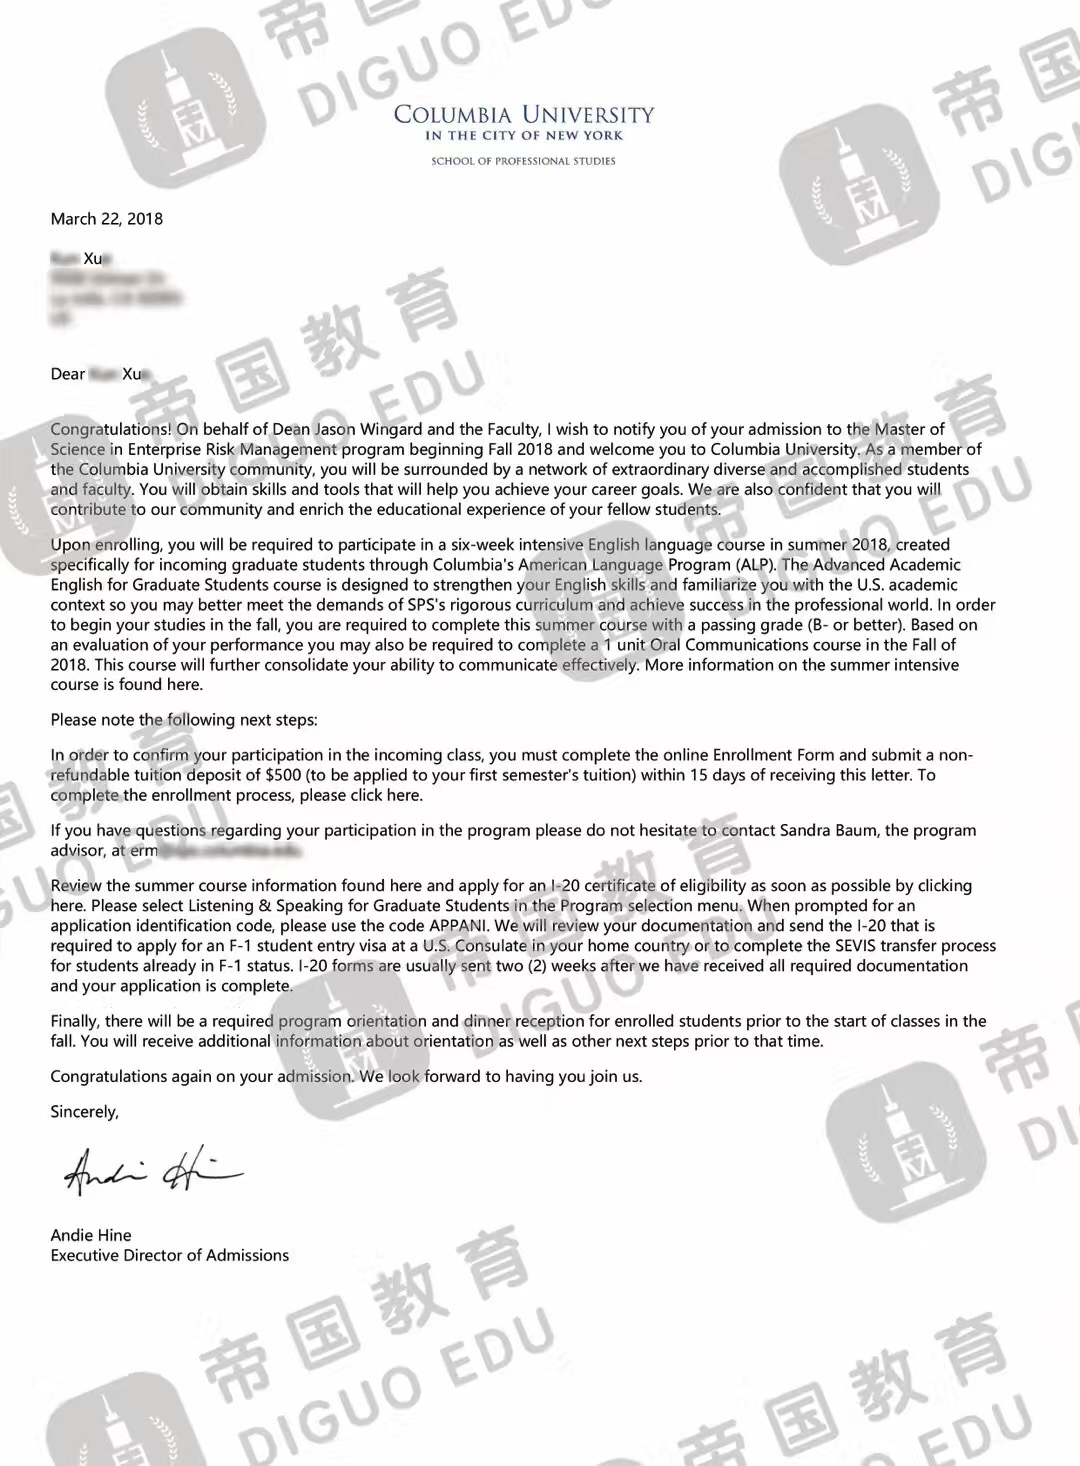 COLUMBIA UNIVERSITY
IN THE CITY OF NEW YORK
SCHOOL OF PROFESSIONAL STUDIES
March 22, 2018
Xu
Dear Xu
Congratulations! On behalf of Dean Jason Wingard and the Faculty, I wish to notify you of your admission to the Master of
Science in Enterprise Risk Management program beginning Fall 2018 and welcome you to Columbia University. As a member of
the Columbia University community, you will be surrounded by a network of extraordinary diverse and accomplished students
and faculty. You will obtain skills and tools that will help you achieve your career goals. We are also confident that you will
contribute to our community and enrich the educational experience of your fellow students.
Upon enrolling, you will be required to participate in a six-week intensive English language course in summer 2018, created
specifically for incoming graduate students through Columbia's American Language Program (ALP). The Advanced Academic
English for Graduate Students course is designed to strengthen your English skills and familiarize you with the U.S. academic
context so you may better meet the demands of SPS's rigorous curriculum and achieve success in the professional world. In order
to begin your studies in the fall, you are required to complete this summer course with a passing grade (B- or better). Based on
an evaluation of your performance you may also be required to complete a 1 unit Oral Communications course in the Fall of
2018. This course will further consolidate your ability to communicate effectively. More information on the summer intensive
course is found here.
Please note the following next steps:
In order to confirm your participation in the incoming class, you must complete the online Enrollment Form and submit a non-
refundable tuition deposit of $500 (to be applied to your first semester's tuition) within 15 days of receiving this letter. To
complete the enrollment process, please click here.
If you have questions regarding your participation in the program please do not hesitate to contact Sandra Baum, the program
advisor, at erm
Review the summer course information found here and apply for an I-20 certificate of eligibility as soon as possible by clicking
here. Please select Listening & Speaking for Graduate Students in the Program selection menu. When prompted for an
application identification code, please use the code APPANI. We will review your documentation and send the I-20 that is
required to apply for an F-1 student entry visa at a U.S. Consulate in your home country or to complete the SEVIS transfer process
for students already in F-1 status. I-20 forms are usually sent two (2) weeks after we have received all required documentation
and your application is complete.
Finally, there will be a required program orientation and dinner reception for enrolled students prior to the start of classes in the
fall. You will receive additional information about orientation as well as other next steps prior to that time.
Congratulations again on your admission. We look forward to having you join us.
Sincerely,
Andie Hine
Andie Hine
Executive Director of Admissions
帝国教育
DIGUO EDU